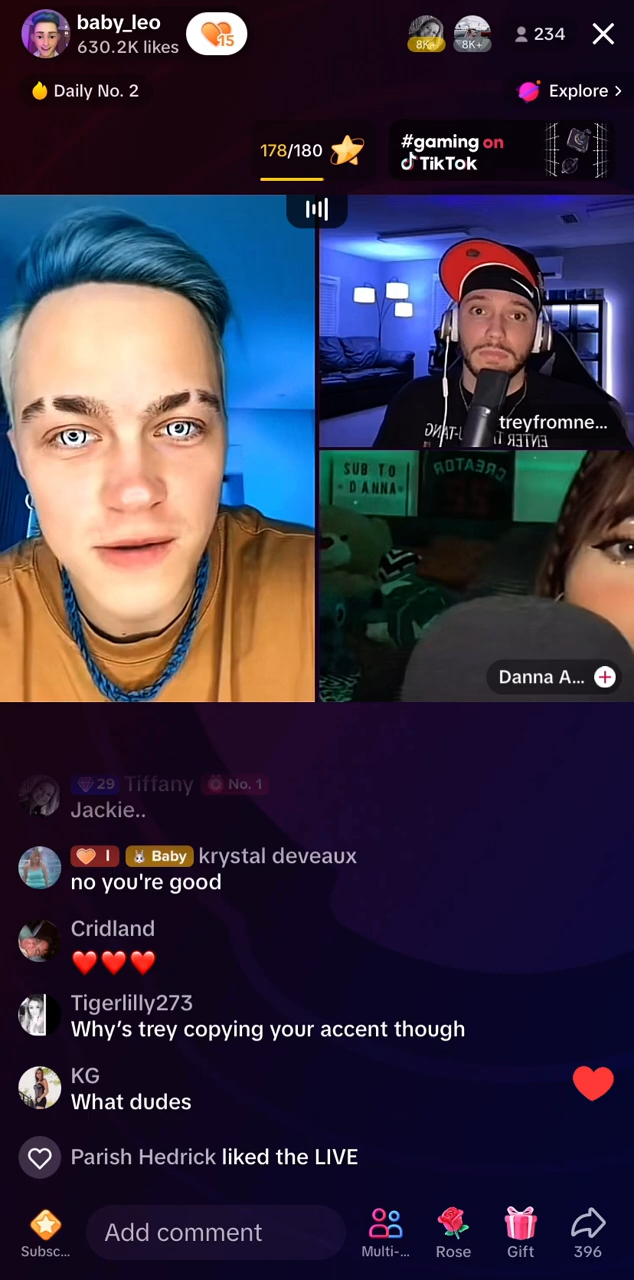 baby_leo
630.2K likes
15
8K+
8K+
234
Daily No. 2
Explore
178/180
#gaming on
TikTok
treyfromne...
ENTER
SUB TO
DANNA
CREATOR
Danna A...
29 Tiffany No. 1
Jackie..
I Baby krystal deveaux
no you're good
Cridland
❤️❤️❤️
Tigerlilly273
Why's trey copying your accent though
KG
What dudes
Parish Hedrick liked the LIVE
Add comment
Subsc...
Multi-...
Rose
Gift
396